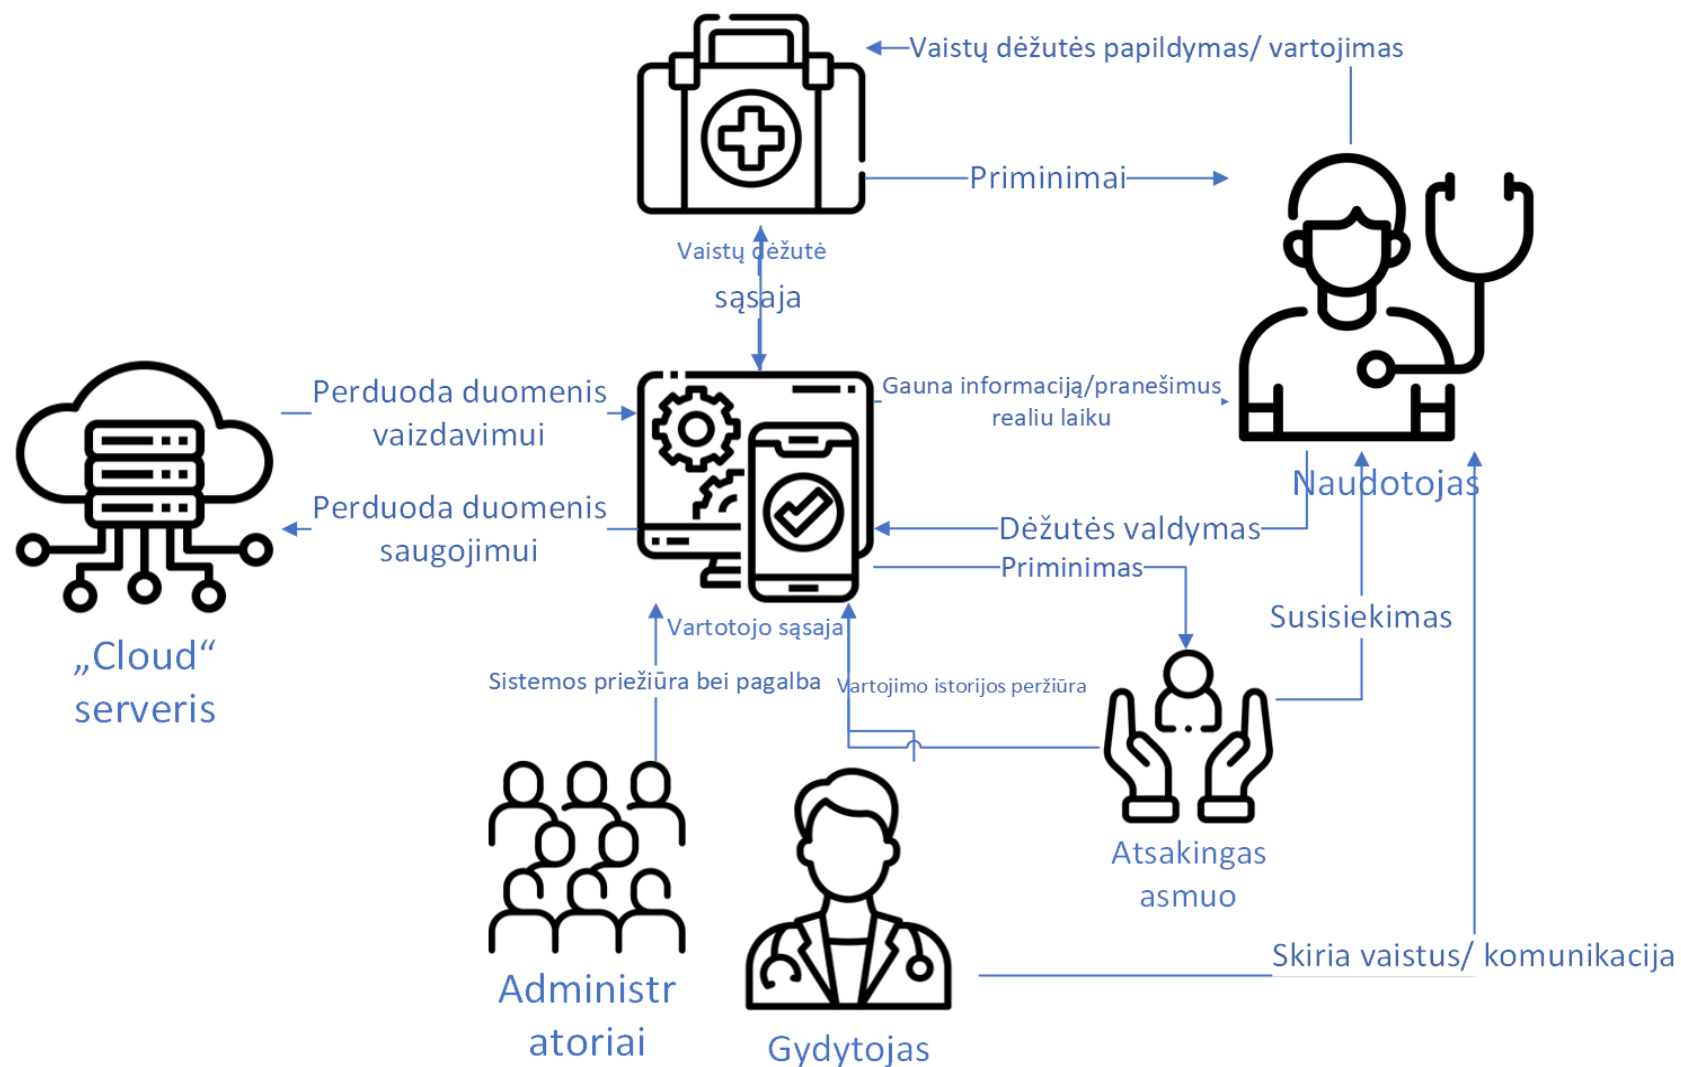 Vaistų dėžutės papildymas/ vartojimas
Priminimai
Vaistų dėžutė
sąsaja
Perduoda duomenis
vaizdavimui
Gauna informaciją/pranešimus
realiu laiku
Naudotojas
Perduoda duomenis
saugojimui
Dėžutės valdymas
Priminimas
Susisiekimas
Vartotojo sąsaja
„Cloud“
serveris
Sistemos priežiūra bei pagalba
Vartojimo istorijos peržiūra
Atsakingas
asmuo
Skiria vaistus/ komunikacija
Administr
atoriai
Gydytojas